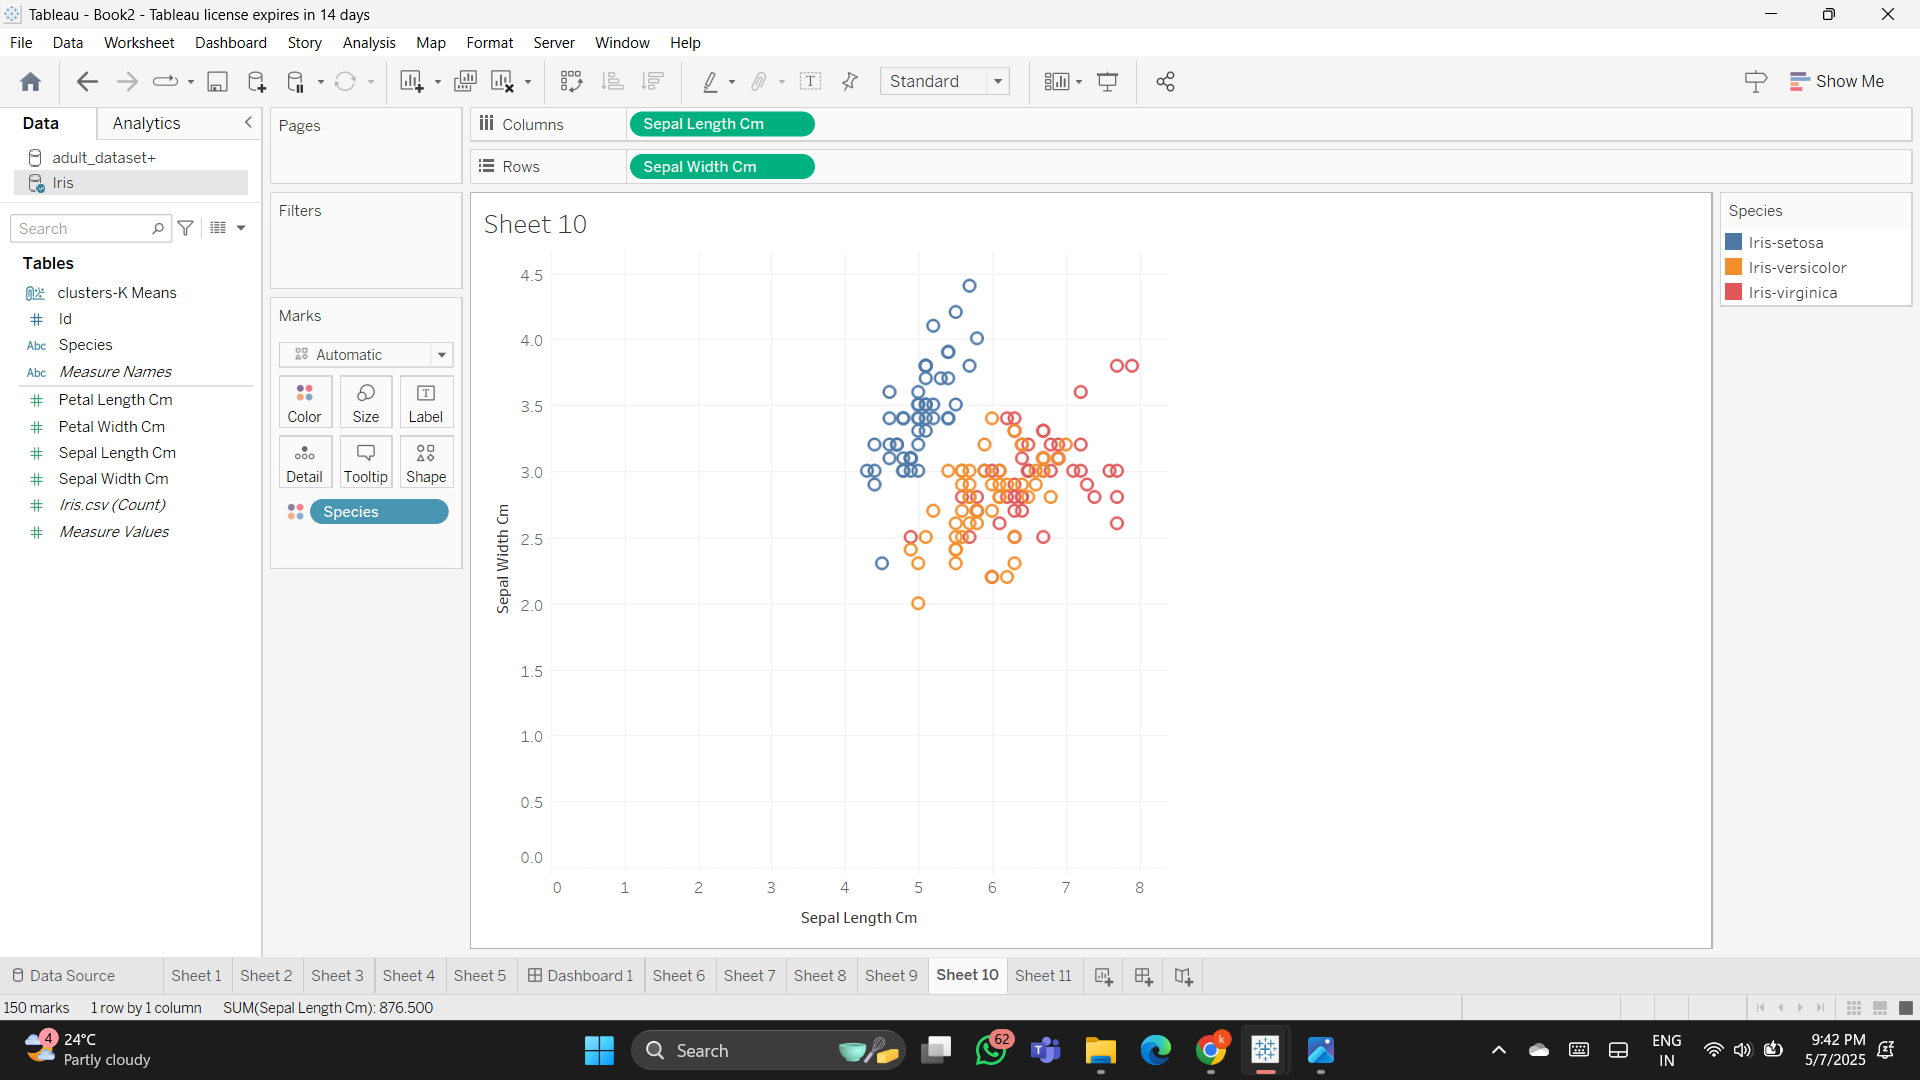 Tableau - Book2 - Tableau license expires in 14 days
File Data Worksheet Dashboard Story Analysis Map Format Server Window Help
Standard
Show Me
Data
Analytics
adult_dataset+
Iris
Search
Tables
clusters-K Means
Id
Abc Species
Abc Measure Names
Petal Length Cm
Petal Width Cm
Sepal Length Cm
Sepal Width Cm
Iris.csv (Count)
Measure Values
Pages
Filters
Marks
Automatic
Color Size Label
Detail Tooltip Shape
Species
Columns Sepal Length Cm
Rows Sepal Width Cm
Sheet 10
4.5
4.0
3.5
3.0
2.5
2.0
1.5
1.0
0.5
0.0
Sepal Width Cm
0 1 2 3 4 5 6 7 8
Sepal Length Cm
Species
Iris-setosa
Iris-versicolor
Iris-virginica
Data Source Sheet 1 Sheet 2 Sheet 3 Sheet 4 Sheet 5 Dashboard 1 Sheet 6 Sheet 7 Sheet 8 Sheet 9 Sheet 10 Sheet 11
150 marks 1 row by 1 column SUM(Sepal Length Cm): 876.500
4
24°C
Partly cloudy
Search
62
k
ENG
IN
9:42 PM
5/7/2025